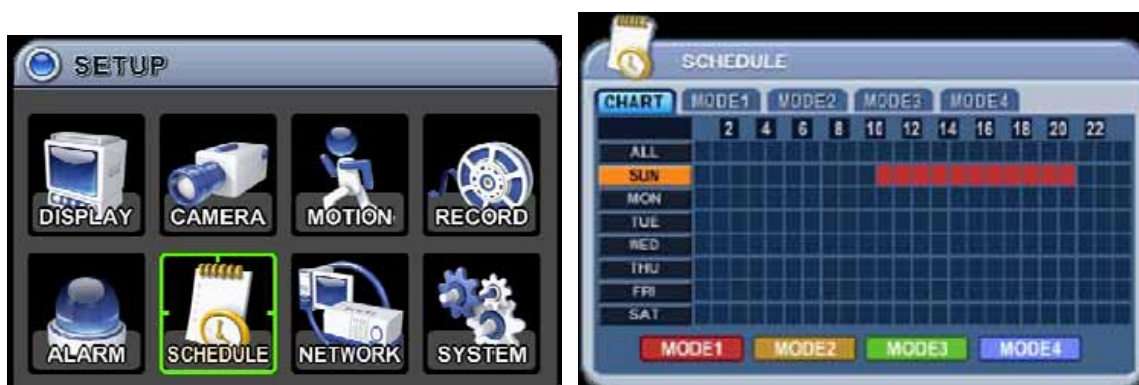 SETUP
DISPLAY CAMERA MOTION RECORD
ALARM SCHEDULE NETWORK SYSTEM
SCHEDULE
CHART MODE1 MODE2 MODE3 MODE4
2 4 6 8 10 12 14 16 18 20 22
ALL
SUN
MON
TUE
WED
THU
FRI
SAT
MODE1 MODE2 MODE3 MODE4